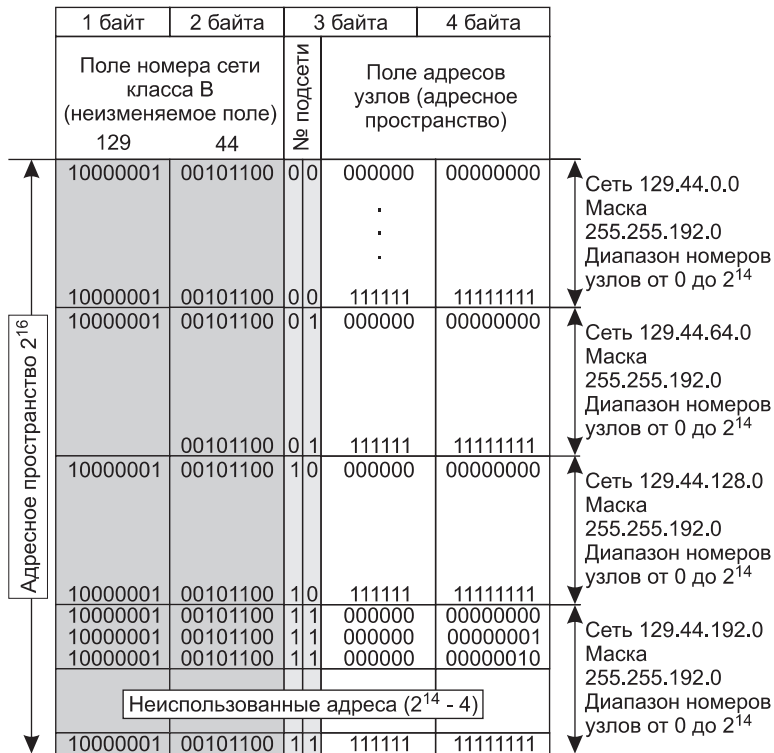 1 байт 2 байта 3 байта 4 байта
Поле номера сети
класса В
(неизменяемое поле)
129 44
№ подсети
Поле адресов
узлов (адресное
пространство)
Адресное пространство 2^16
10000001 00101100 0 0 000000 00000000
.
.
.
10000001 00101100 0 0 111111 11111111
Сеть 129.44.0.0
Маска
255.255.192.0
Диапазон номеров
узлов от 0 до 2^14
10000001 00101100 0 1 000000 00000000
00101100 0 1 111111 11111111
Сеть 129.44.64.0
Маска
255.255.192.0
Диапазон номеров
узлов от 0 до 2^14
10000001 00101100 1 0 000000 00000000
10000001 00101100 1 0 111111 11111111
Сеть 129.44.128.0
Маска
255.255.192.0
Диапазон номеров
узлов от 0 до 2^14
10000001 00101100 1 1 000000 00000000
10000001 00101100 1 1 000000 00000001
10000001 00101100 1 1 000000 00000010
Неиспользованные адреса (2^14 - 4)
10000001 00101100 1 1 111111 11111111
Сеть 129.44.192.0
Маска
255.255.192.0
Диапазон номеров
узлов от 0 до 2^14